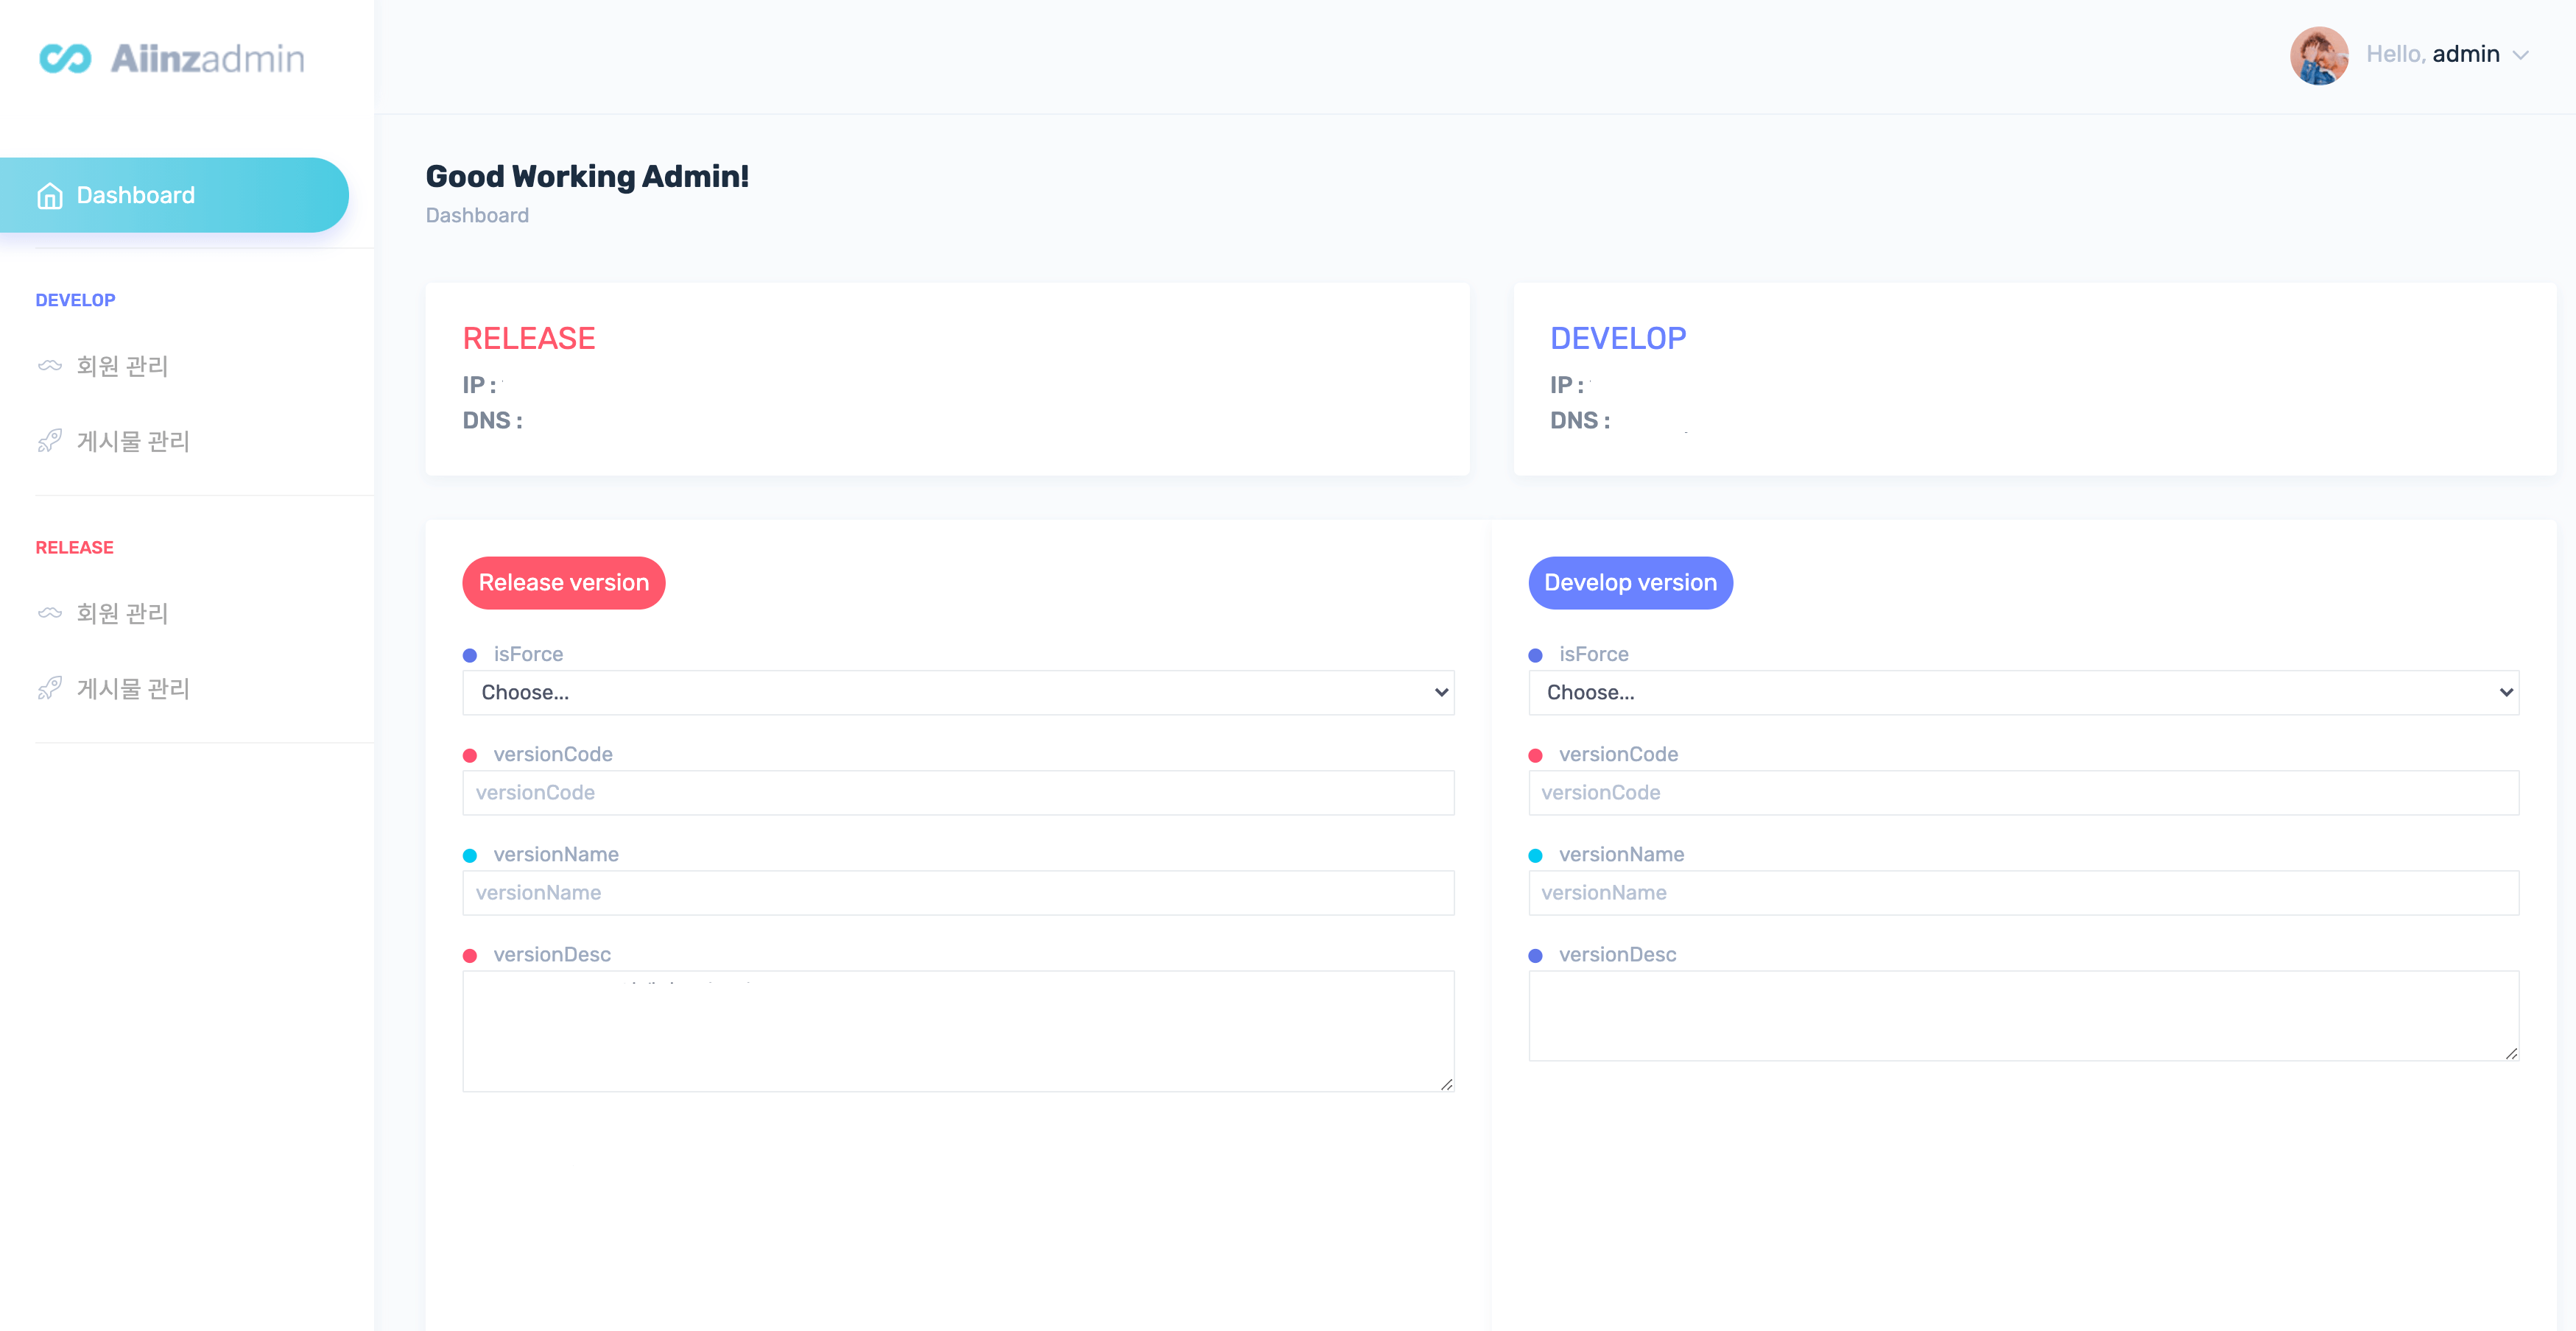 Aiinzadmin
Hello, admin
Dashboard
DEVELOP
회원 관리
게시물 관리
RELEASE
회원 관리
게시물 관리
Good Working Admin!
Dashboard
RELEASE
IP :
DNS :
DEVELOP
IP :
DNS :
Release version
isForce
Choose...
versionCode
versionCode
versionName
versionName
versionDesc
Develop version
isForce
Choose...
versionCode
versionCode
versionName
versionName
versionDesc